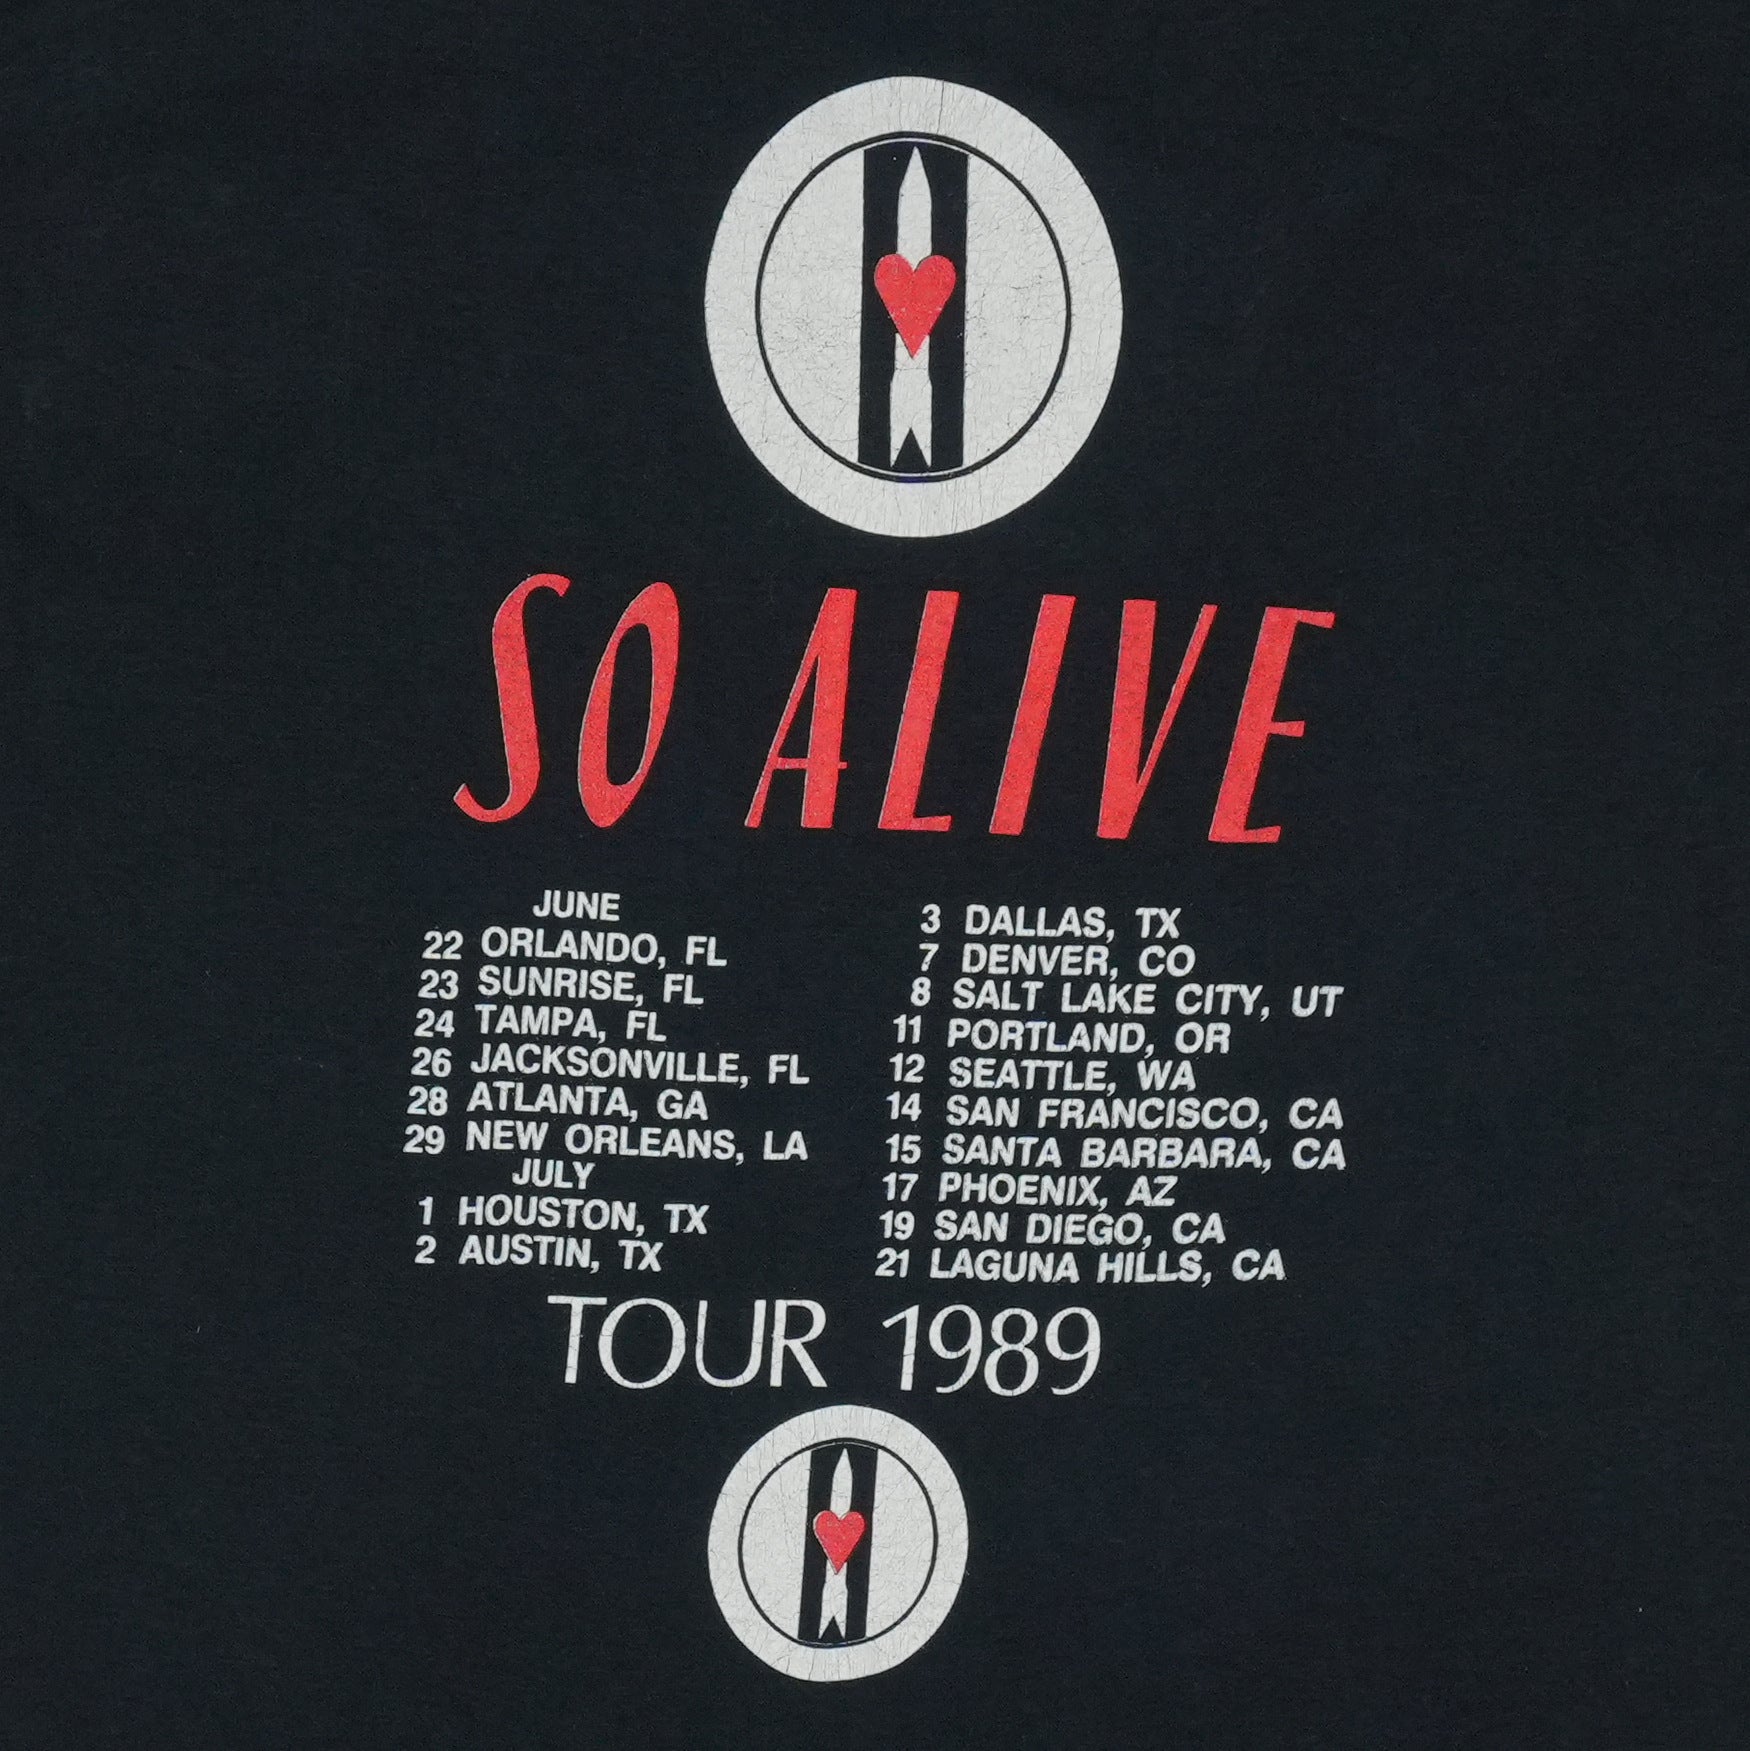 SO ALIVE
JUNE
22 ORLANDO, FL
23 SUNRISE, FL
24 TAMPA, FL
26 JACKSONVILLE, FL
28 ATLANTA, GA
29 NEW ORLEANS, LA
JULY
1 HOUSTON, TX
2 AUSTIN, TX
3 DALLAS, TX
7 DENVER, CO
8 SALT LAKE CITY, UT
11 PORTLAND, OR
12 SEATTLE, WA
14 SAN FRANCISCO, CA
15 SANTA BARBARA, CA
17 PHOENIX, AZ
19 SAN DIEGO, CA
21 LAGUNA HILLS, CA
TOUR 1989